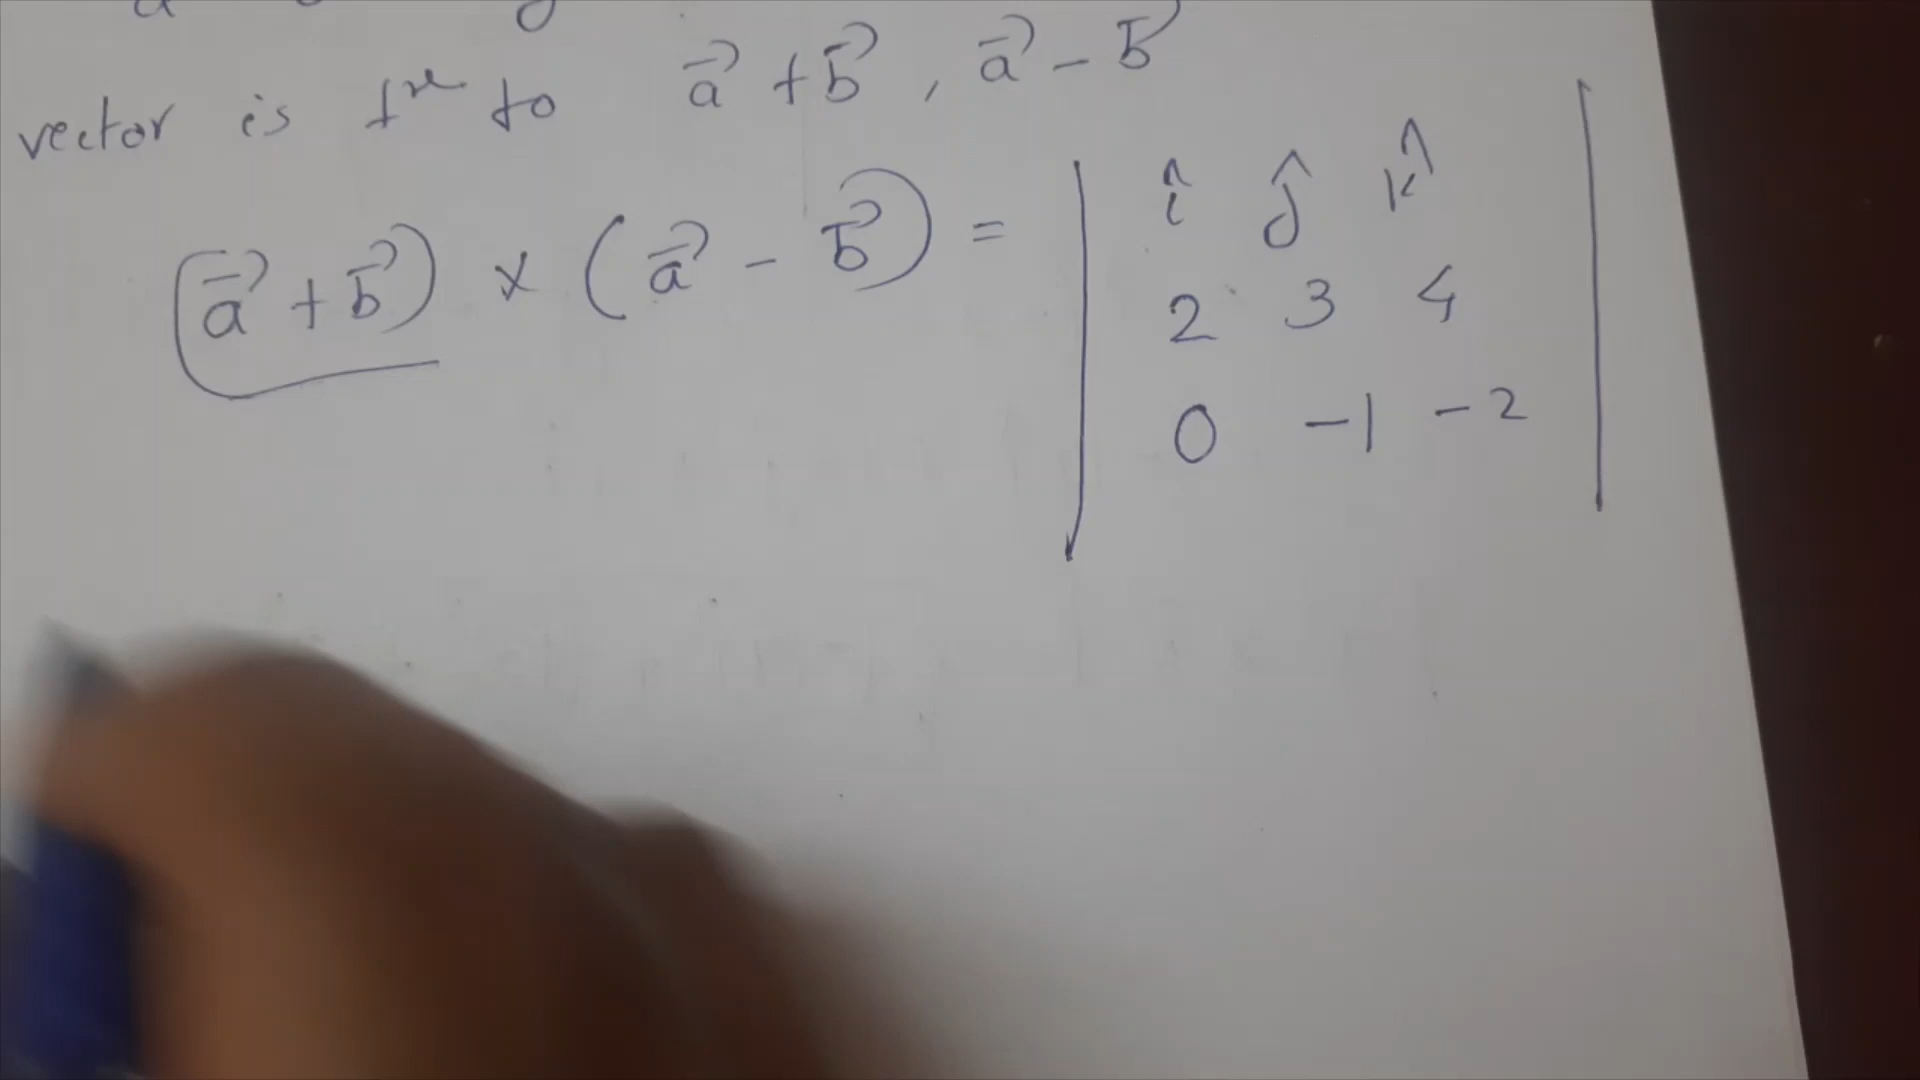 vector is ⊥r to a⃗ + b⃗ , a⃗ - b⃗
(a⃗ + b⃗) × (a⃗ - b⃗) = | î ĵ k̂ |
| 2 3 4 |
| 0 -1 -2 |